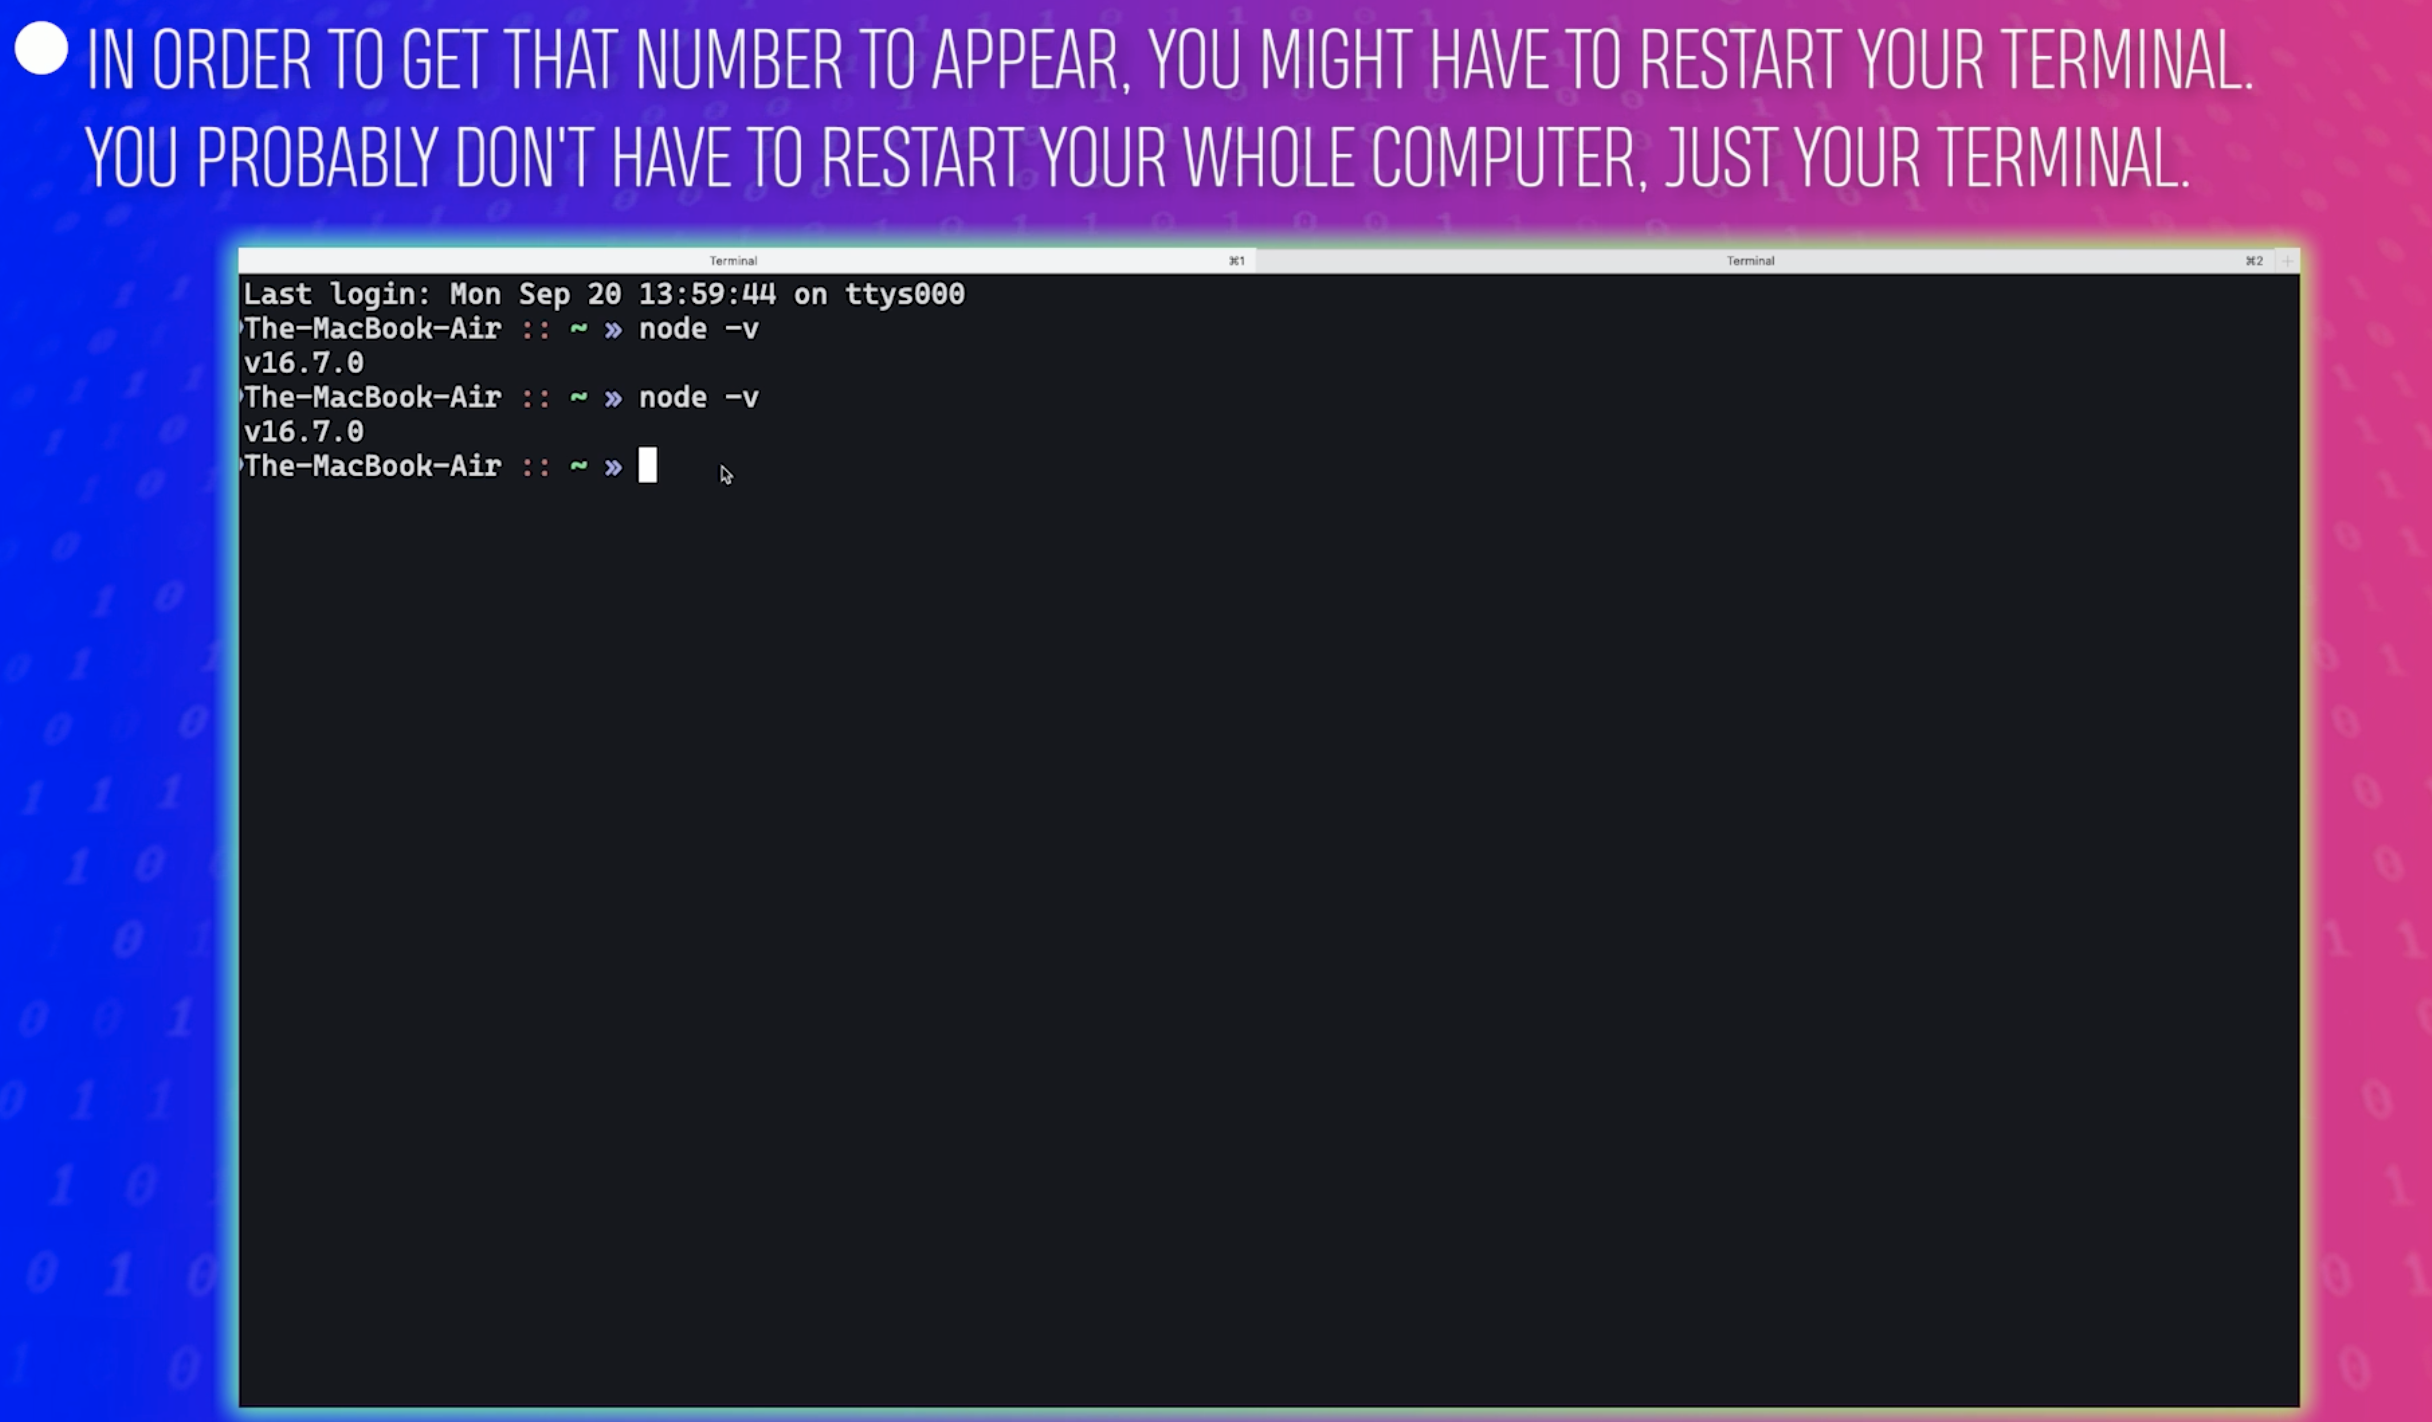 IN ORDER TO GET THAT NUMBER TO APPEAR, YOU MIGHT HAVE TO RESTART YOUR TERMINAL.
YOU PROBABLY DON'T HAVE TO RESTART YOUR WHOLE COMPUTER, JUST YOUR TERMINAL.
Terminal ⌘1 Terminal ⌘2 +
Last login: Mon Sep 20 13:59:44 on ttys000
The-MacBook-Air :: ~ » node -v
v16.7.0
The-MacBook-Air :: ~ » node -v
v16.7.0
The-MacBook-Air :: ~ »